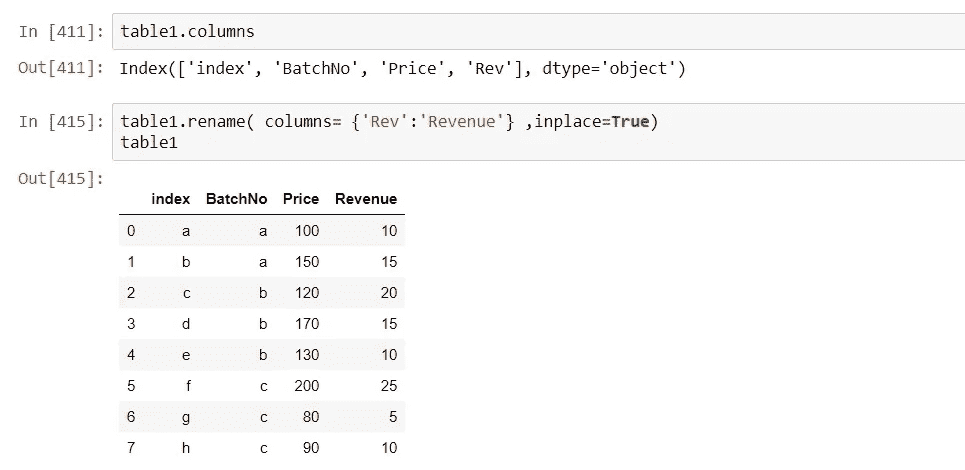 In [411]: table1.columns
Out[411]: Index(['index', 'BatchNo', 'Price', 'Rev'], dtype='object')
In [415]: table1.rename( columns= {'Rev':'Revenue'} ,inplace=True)
table1
Out[415]:
index BatchNo Price Revenue
0 a a 100 10
1 b a 150 15
2 c b 120 20
3 d b 170 15
4 e b 130 10
5 f c 200 25
6 g c 80 5
7 h c 90 10